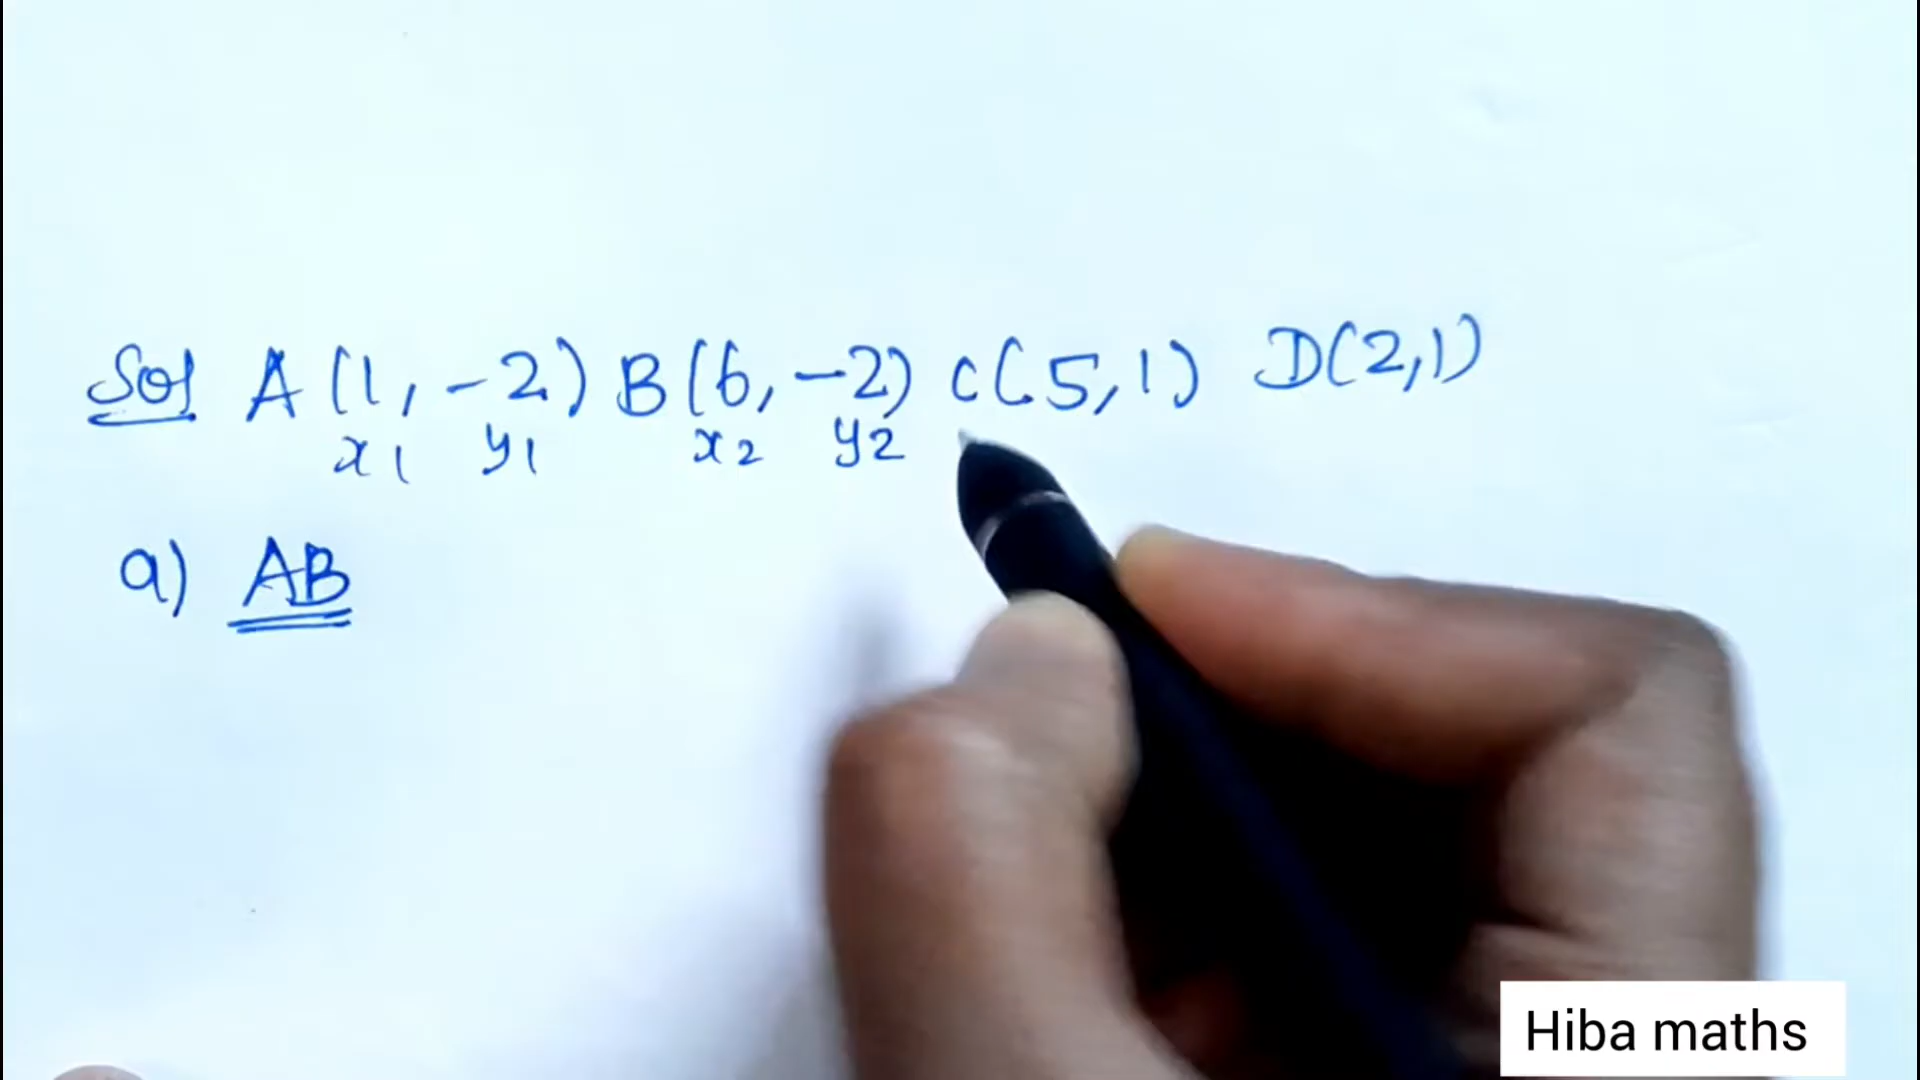 Sol A (1, -2) B (6, -2) C (5, 1) D (2, 1)
x1 y1 x2 y2
a) AB
Hiba maths